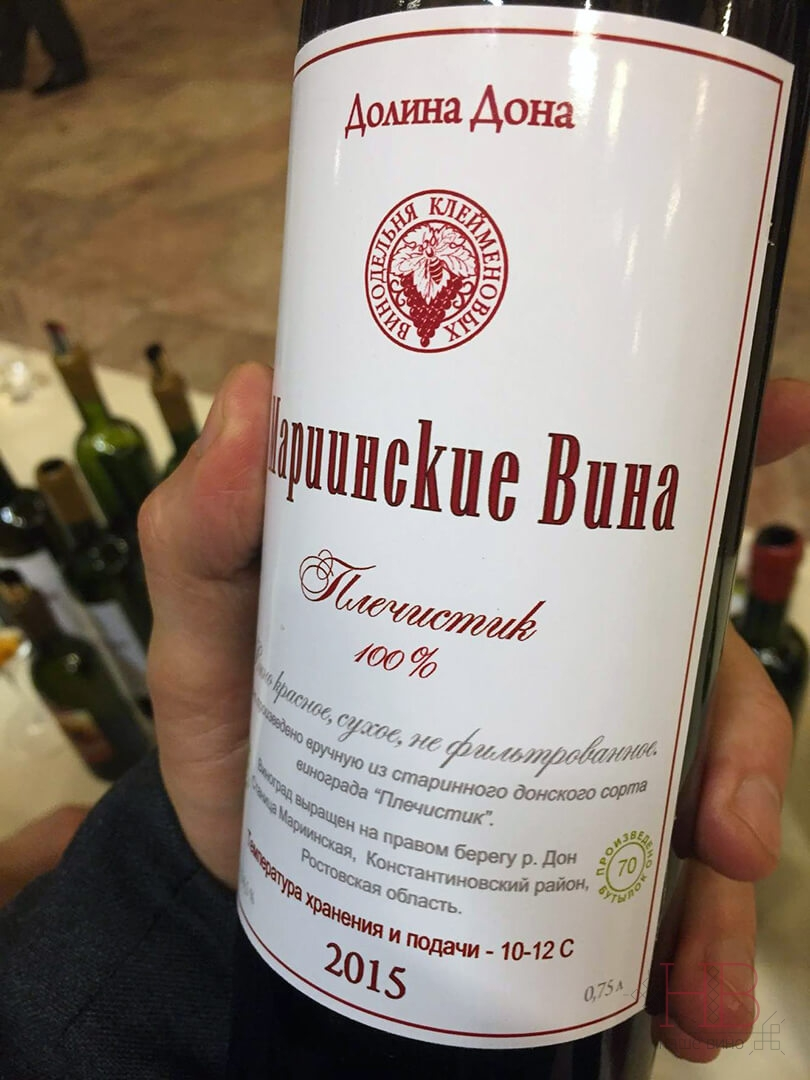 Долина Дона
ВИНОДЕЛЬНЯ КЛЕЙМЕНОВЫХ
Мариинские Вина
Плечистик
100%
красное, сухое, не фильтрованное.
произведено вручную из старинного донского сорта
винограда "Плечистик".
Виноград выращен на правом берегу р. Дон
станица Мариинская, Константиновский район,
Ростовская область.
ПРОИЗВЕДЕНО 70 БУТЫЛОК
Температура хранения и подачи - 10-12 С
2015
0,75 л
НВ